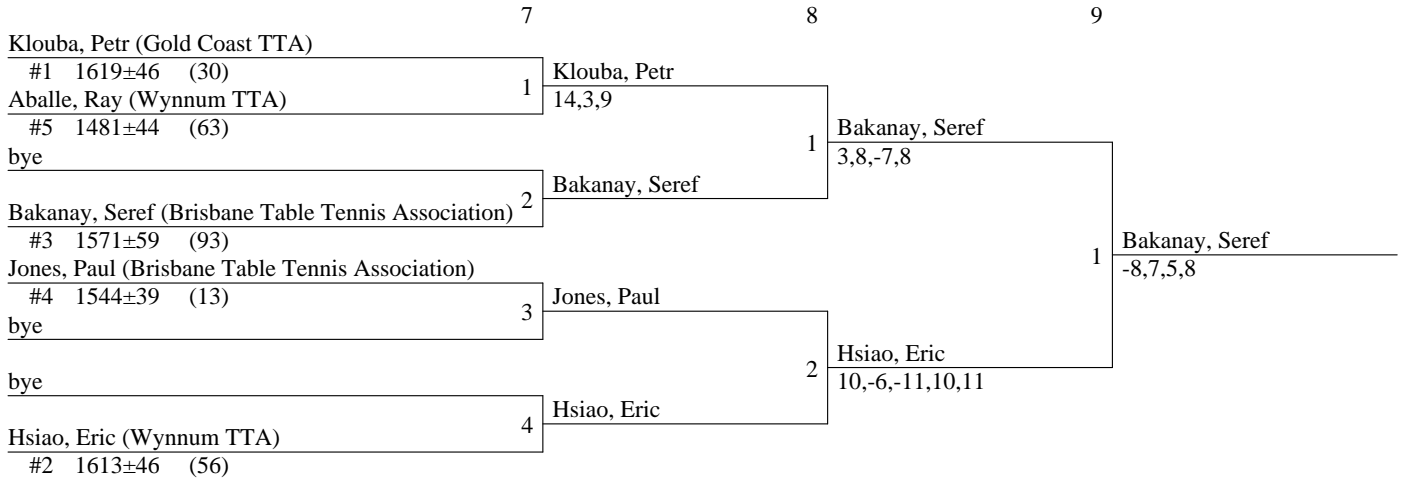 7 8 9
Klouba, Petr (Gold Coast TTA)
#1 1619±46 (30)
1
Klouba, Petr
14,3,9
Aballe, Ray (Wynnum TTA)
#5 1481±44 (63)
1
Bakanay, Seref
3,8,-7,8
bye
2
Bakanay, Seref
Bakanay, Seref (Brisbane Table Tennis Association)
#3 1571±59 (93)
1
Bakanay, Seref
-8,7,5,8
Jones, Paul (Brisbane Table Tennis Association)
#4 1544±39 (13)
3
Jones, Paul
bye
2
Hsiao, Eric
10,-6,-11,10,11
bye
4
Hsiao, Eric
Hsiao, Eric (Wynnum TTA)
#2 1613±46 (56)